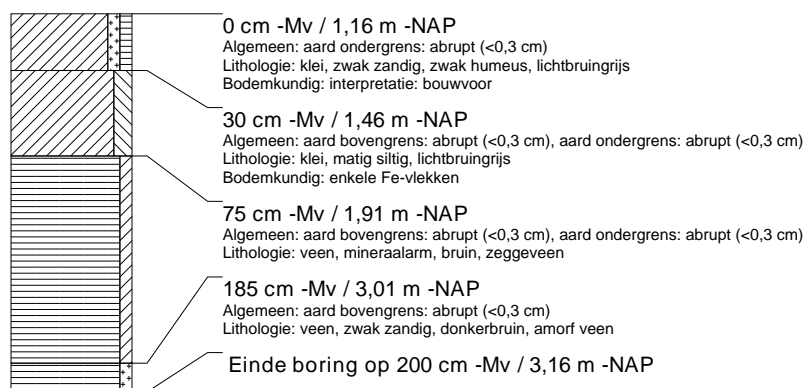 0 cm -Mv / 1,16 m -NAP
Algemeen: aard ondergrens: abrupt (<0,3 cm)
Lithologie: klei, zwak zandig, zwak humeus, lichtbruingrijs
Bodemkundig: interpretatie: bouwvoor
30 cm -Mv / 1,46 m -NAP
Algemeen: aard bovengrens: abrupt (<0,3 cm), aard ondergrens: abrupt (<0,3 cm)
Lithologie: klei, matig siltig, lichtbruingrijs
Bodemkundig: enkele Fe-vlekken
75 cm -Mv / 1,91 m -NAP
Algemeen: aard bovengrens: abrupt (<0,3 cm), aard ondergrens: abrupt (<0,3 cm)
Lithologie: veen, mineraalarm, bruin, zeggeveen
185 cm -Mv / 3,01 m -NAP
Algemeen: aard bovengrens: abrupt (<0,3 cm)
Lithologie: veen, zwak zandig, donkerbruin, amorf veen
Einde boring op 200 cm -Mv / 3,16 m -NAP